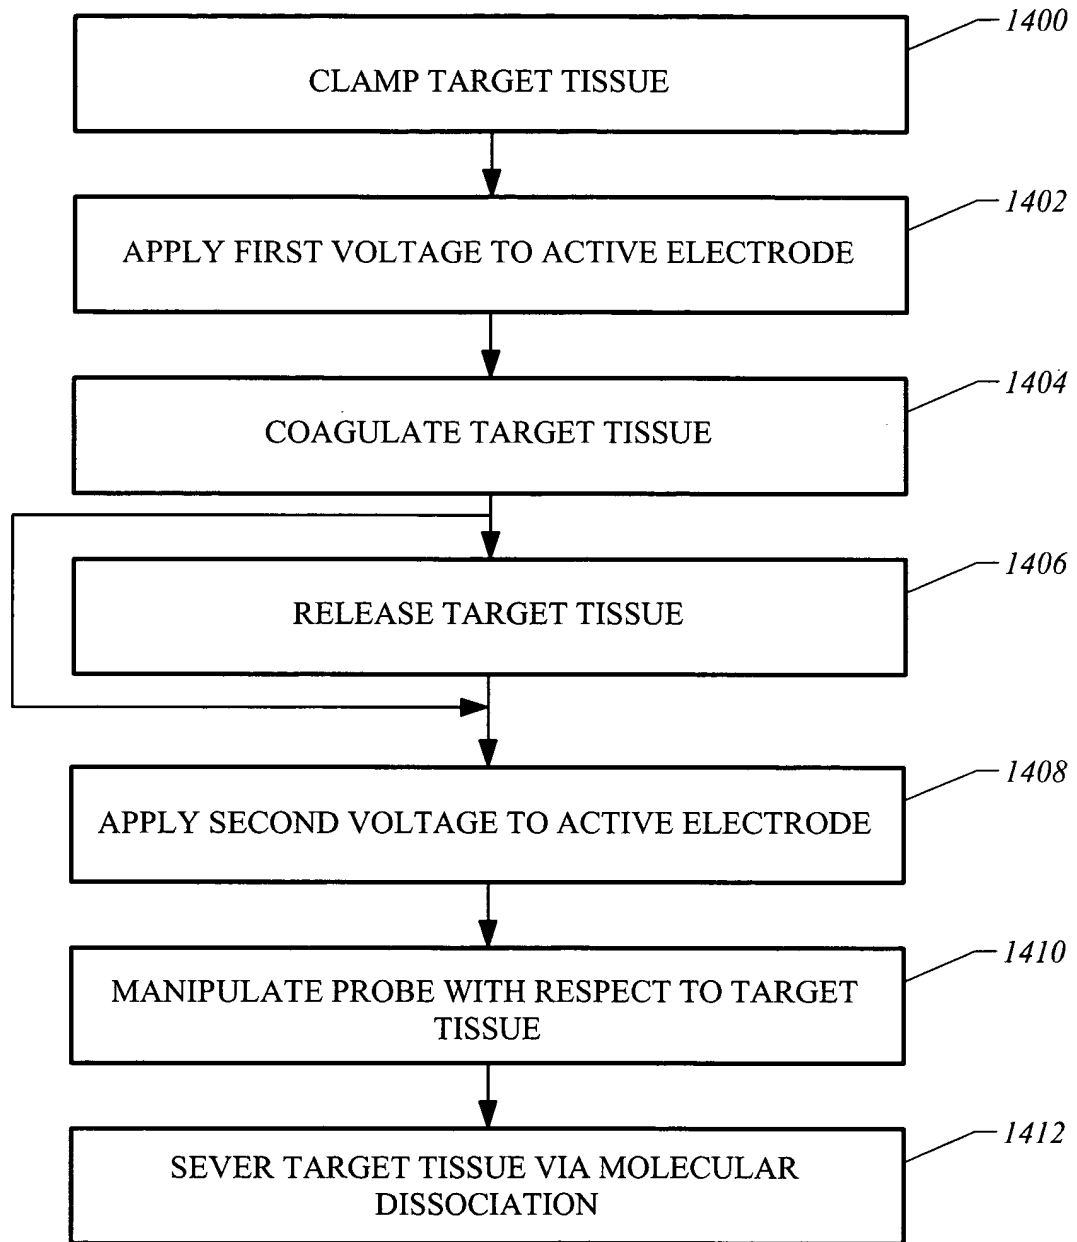 1400
CLAMP TARGET TISSUE
1402
APPLY FIRST VOLTAGE TO ACTIVE ELECTRODE
1404
COAGULATE TARGET TISSUE
1406
RELEASE TARGET TISSUE
1408
APPLY SECOND VOLTAGE TO ACTIVE ELECTRODE
1410
MANIPULATE PROBE WITH RESPECT TO TARGET
TISSUE
1412
SEVER TARGET TISSUE VIA MOLECULAR
DISSOCIATION